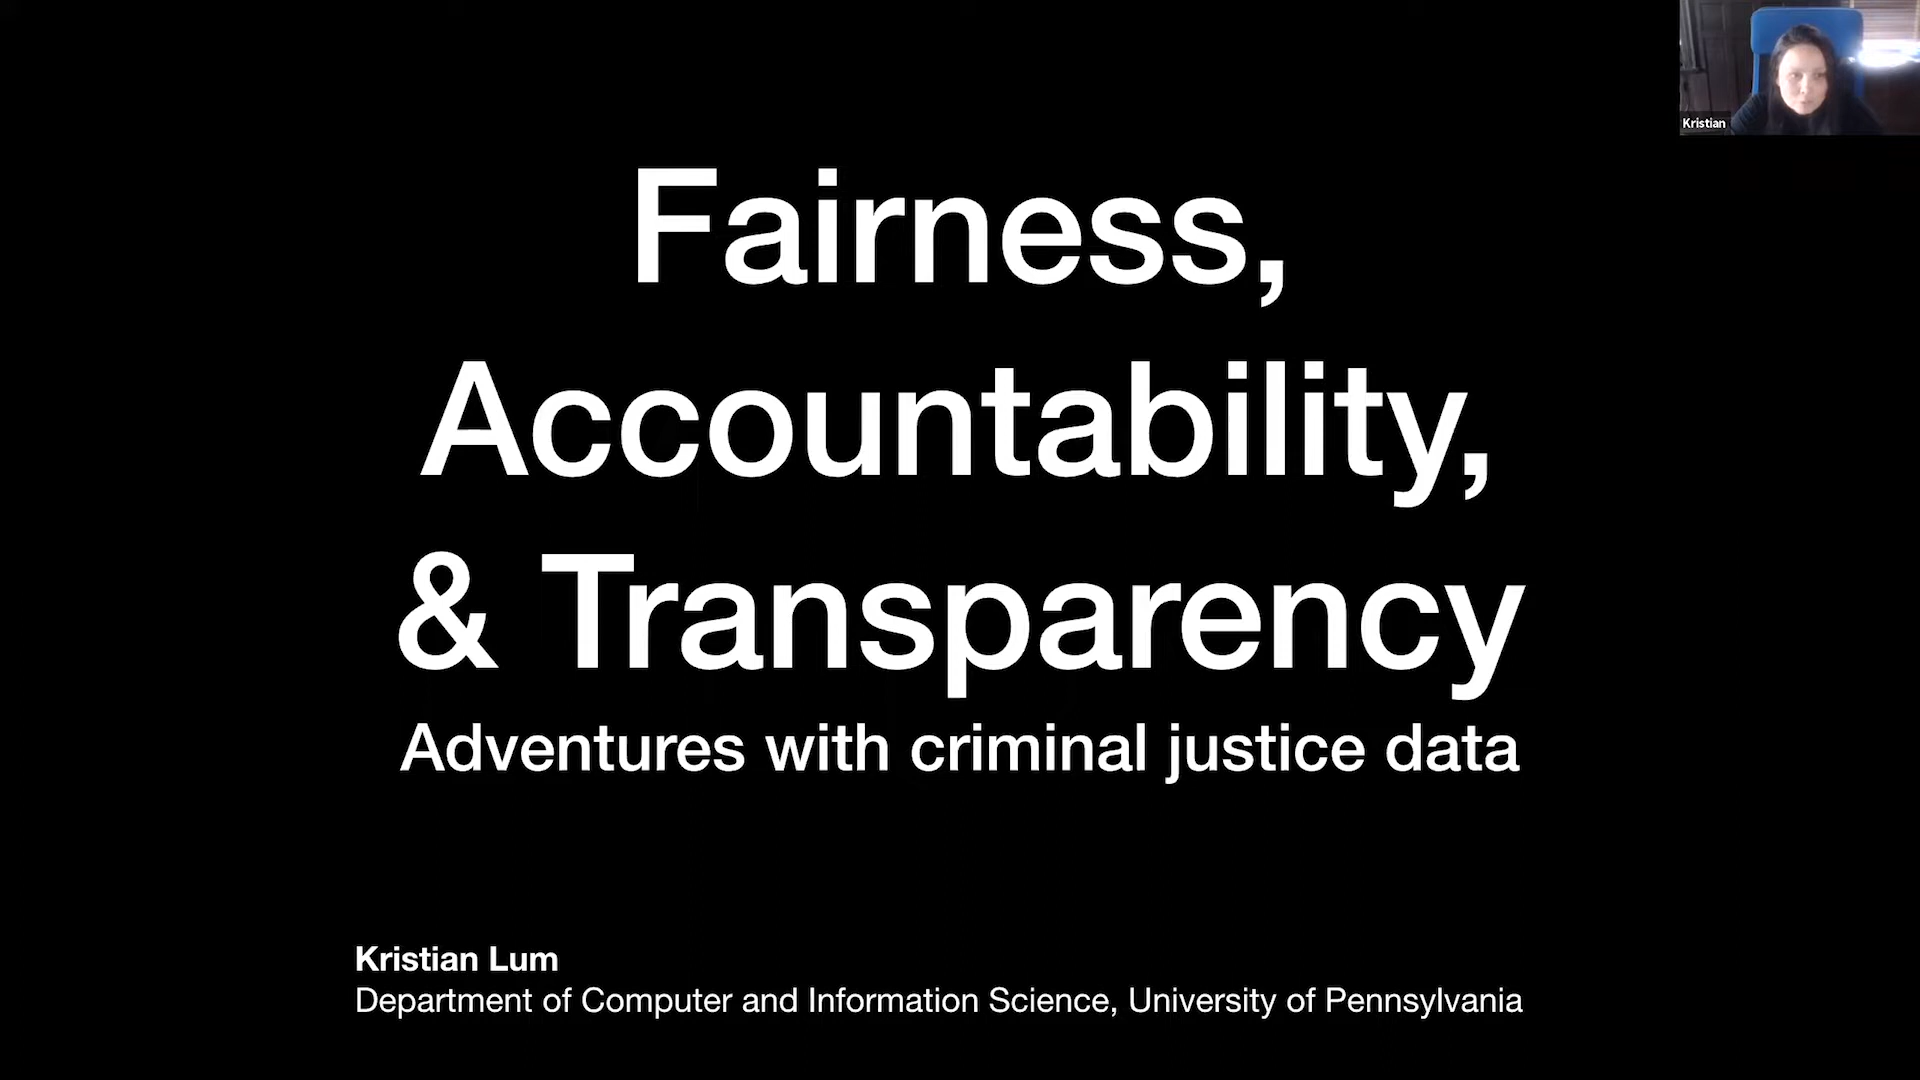 Kristian
Fairness,
Accountability,
& Transparency
Adventures with criminal justice data
Kristian Lum
Department of Computer and Information Science, University of Pennsylvania